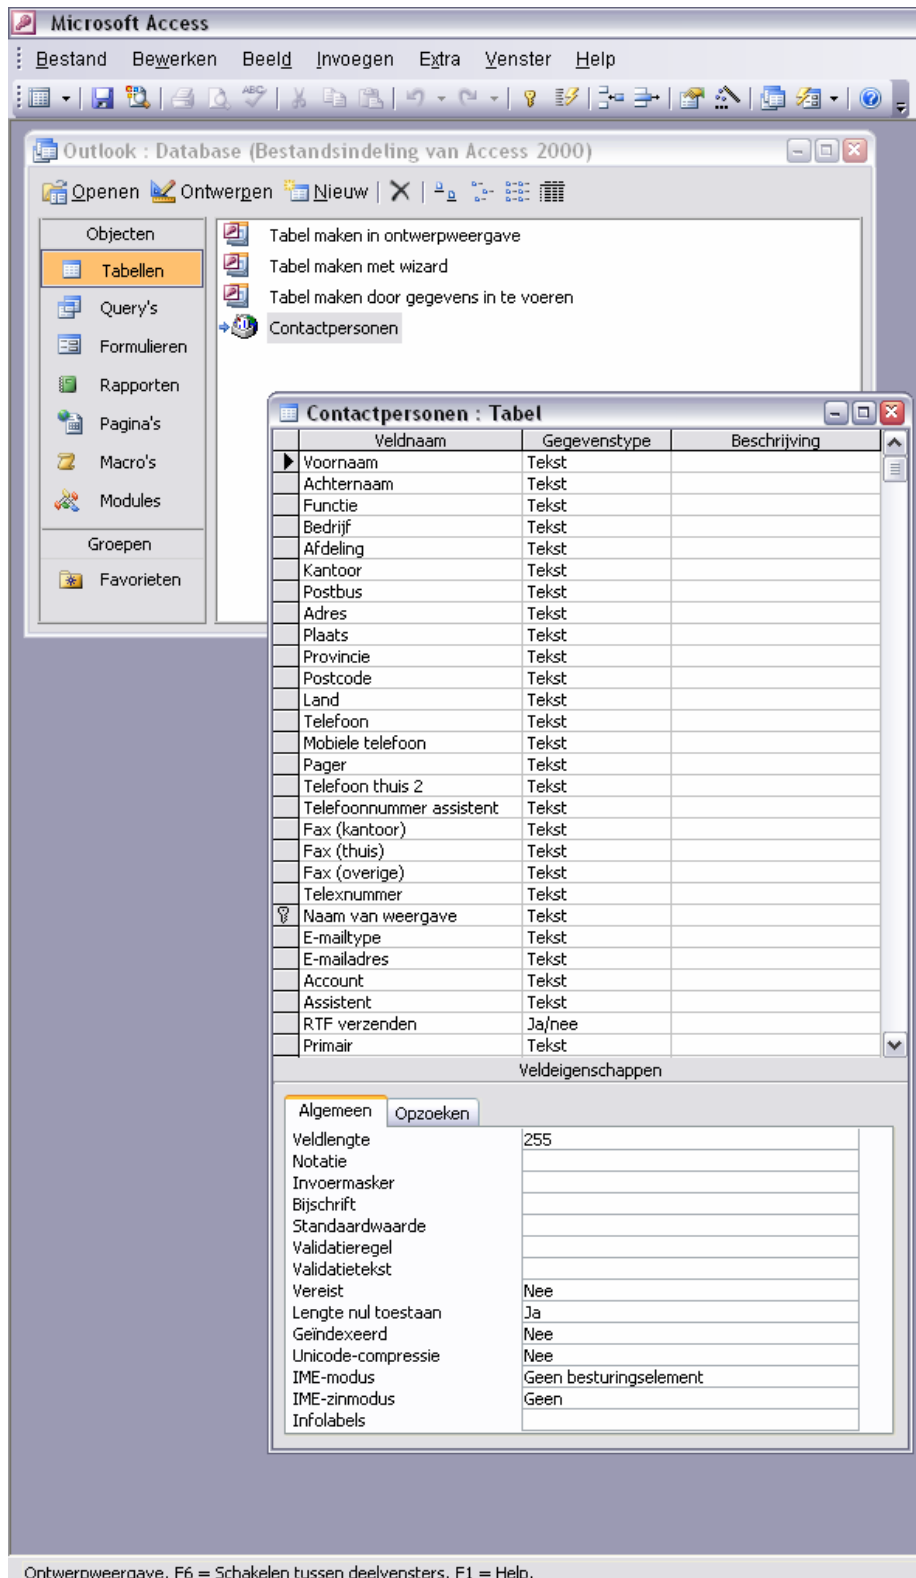 Microsoft Access
Bestand Bewerken Beeld Invoegen Extra Venster Help
Outlook : Database (Bestandsindeling van Access 2000)
Openen Ontwerpen Nieuw
Objecten
Tabellen
Query's
Formulieren
Rapporten
Pagina's
Macro's
Modules
Groepen
Favorieten
Tabel maken in ontwerpweergave
Tabel maken met wizard
Tabel maken door gegevens in te voeren
Contactpersonen
Contactpersonen : Tabel
Veldnaam Gegevenstype Beschrijving
Voornaam Tekst
Achternaam Tekst
Functie Tekst
Bedrijf Tekst
Afdeling Tekst
Kantoor Tekst
Postbus Tekst
Adres Tekst
Plaats Tekst
Provincie Tekst
Postcode Tekst
Land Tekst
Telefoon Tekst
Mobiele telefoon Tekst
Pager Tekst
Telefoon thuis 2 Tekst
Telefoonnummer assistent Tekst
Fax (kantoor) Tekst
Fax (thuis) Tekst
Fax (overige) Tekst
Telexnummer Tekst
Naam van weergave Tekst
E-mailtype Tekst
E-mailadres Tekst
Account Tekst
Assistent Tekst
RTF verzenden Ja/nee
Primair Tekst
Veldeigenschappen
Algemeen Opzoeken
Veldlengte 255
Notatie
Invoermasker
Bijschrift
Standaardwaarde
Validatieregel
Validatietekst
Vereist Nee
Lengte nul toestaan Ja
Geïndexeerd Nee
Unicode-compressie Nee
IME-modus Geen besturingselement
IME-zinmodus Geen
Infolabels
Ontwerpweergave. F6 = Schakelen tussen deelvensters. F1 = Help.